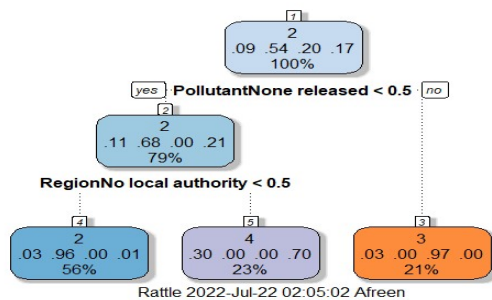 1
2
.09 .54 .20 .17
100%
yes PollutantNone released < 0.5 no
2
2
.11 .68 .00 .21
79%
RegionNo local authority < 0.5
4 5 3
2 4 3
.03 .96 .00 .01 .30 .00 .00 .70 .03 .00 .97 .00
56% 23% 21%
Rattle 2022-Jul-22 02:05:02 Afreen